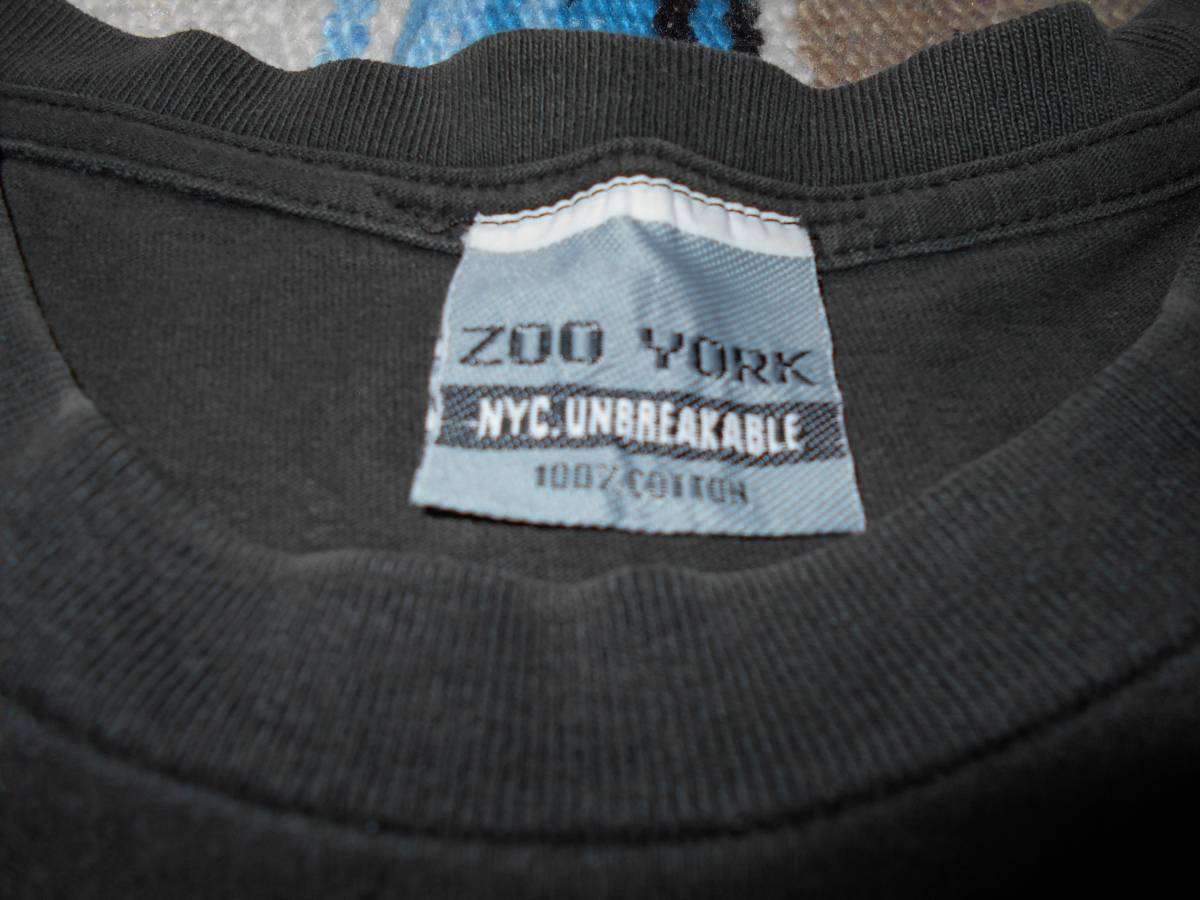 ZOO YORK
NYC. UNBREAKABLE
100% COTTON